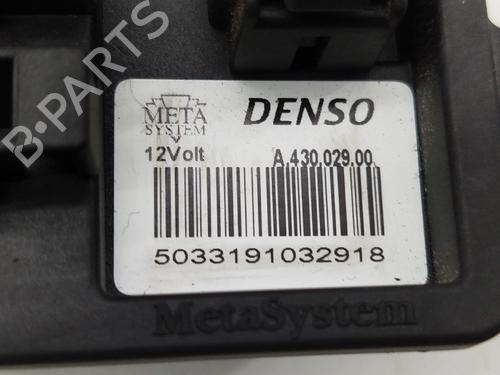 B-PARTS
META
SYSTEM
DENSO
12Volt
A.430.029.00
5033191032918
MetaSystem